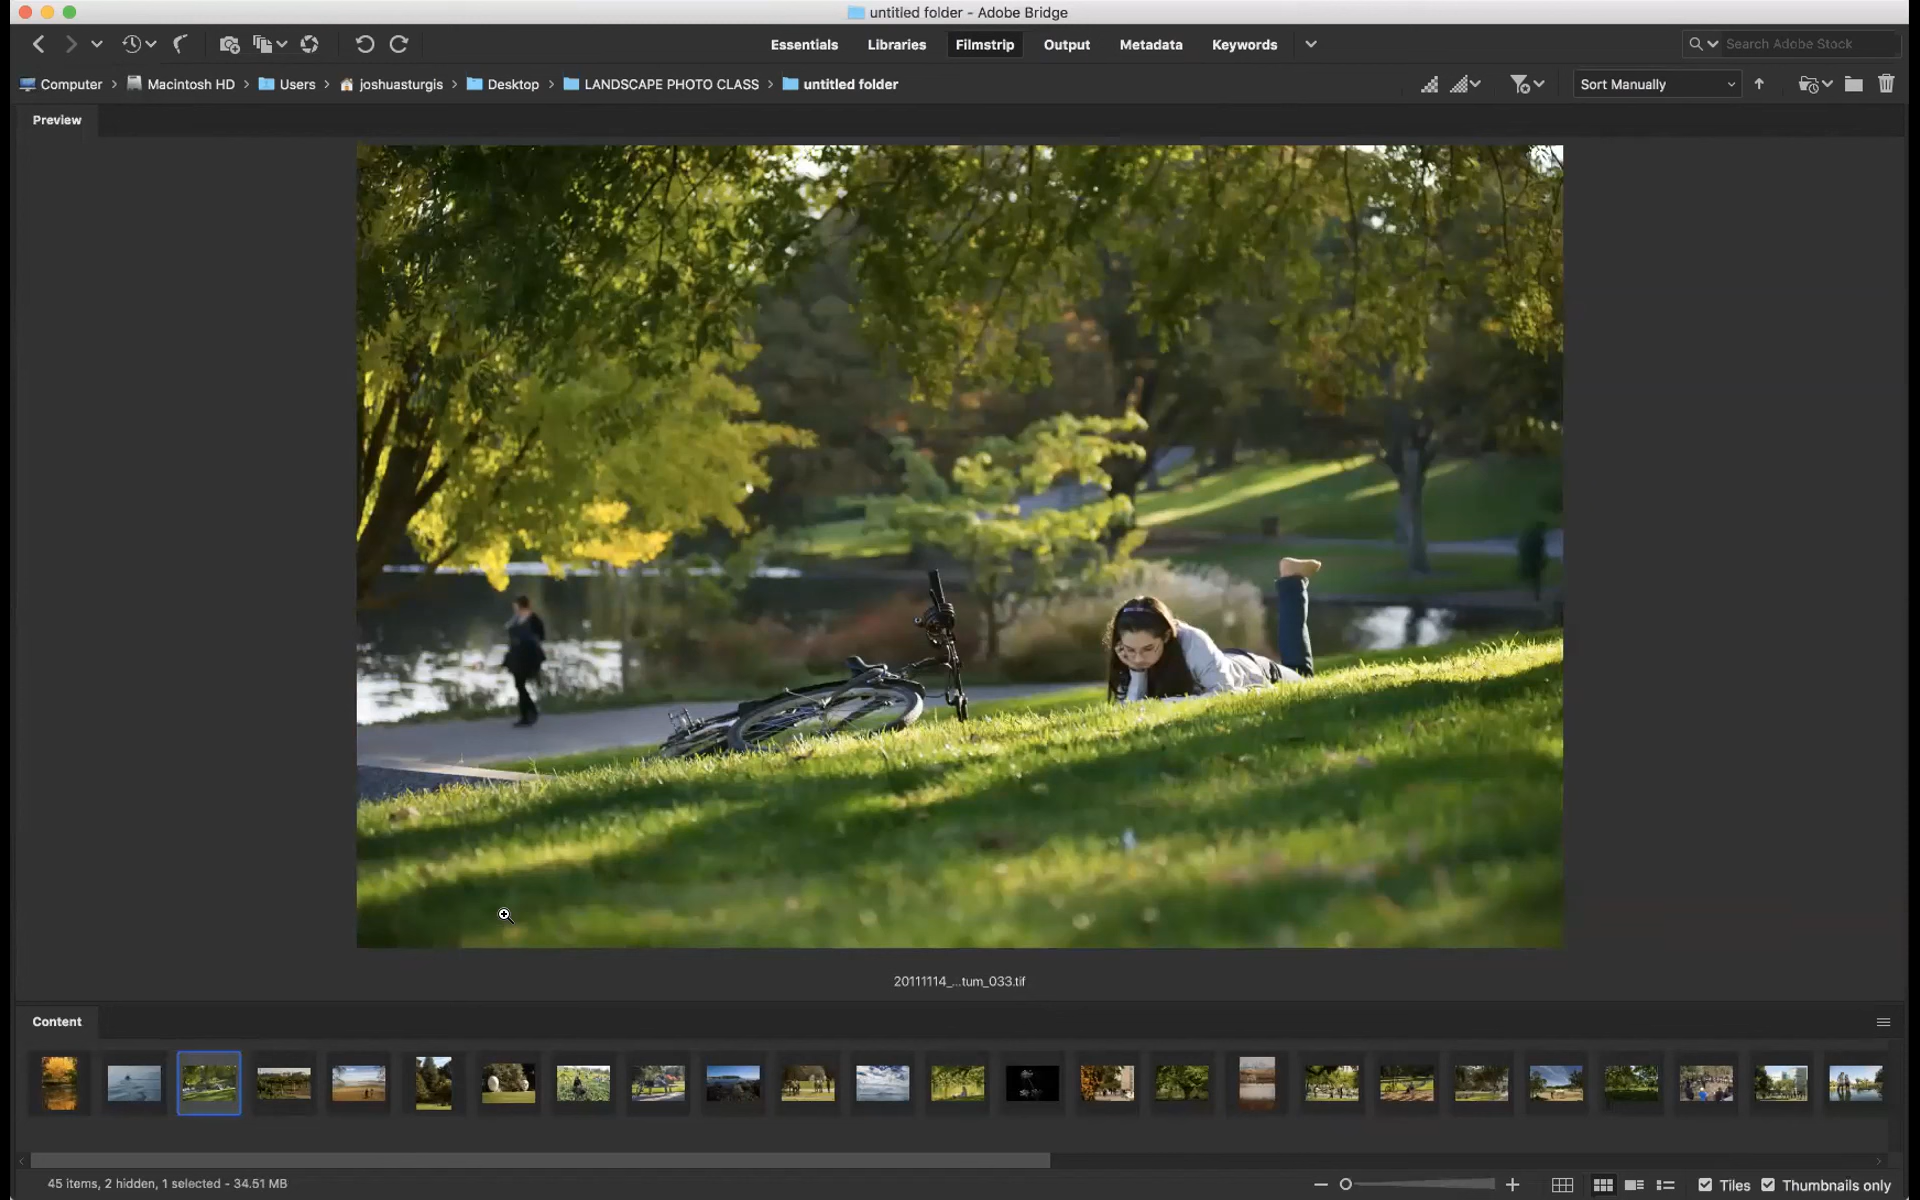 untitled folder - Adobe Bridge
Essentials Libraries Filmstrip Output Metadata Keywords Search Adobe Stock
Computer Macintosh HD Users joshuasturgis Desktop LANDSCAPE PHOTO CLASS untitled folder Sort Manually
Preview
20111114_...tum_033.tif
Content
45 items, 2 hidden, 1 selected - 34.51 MB Tiles Thumbnails only